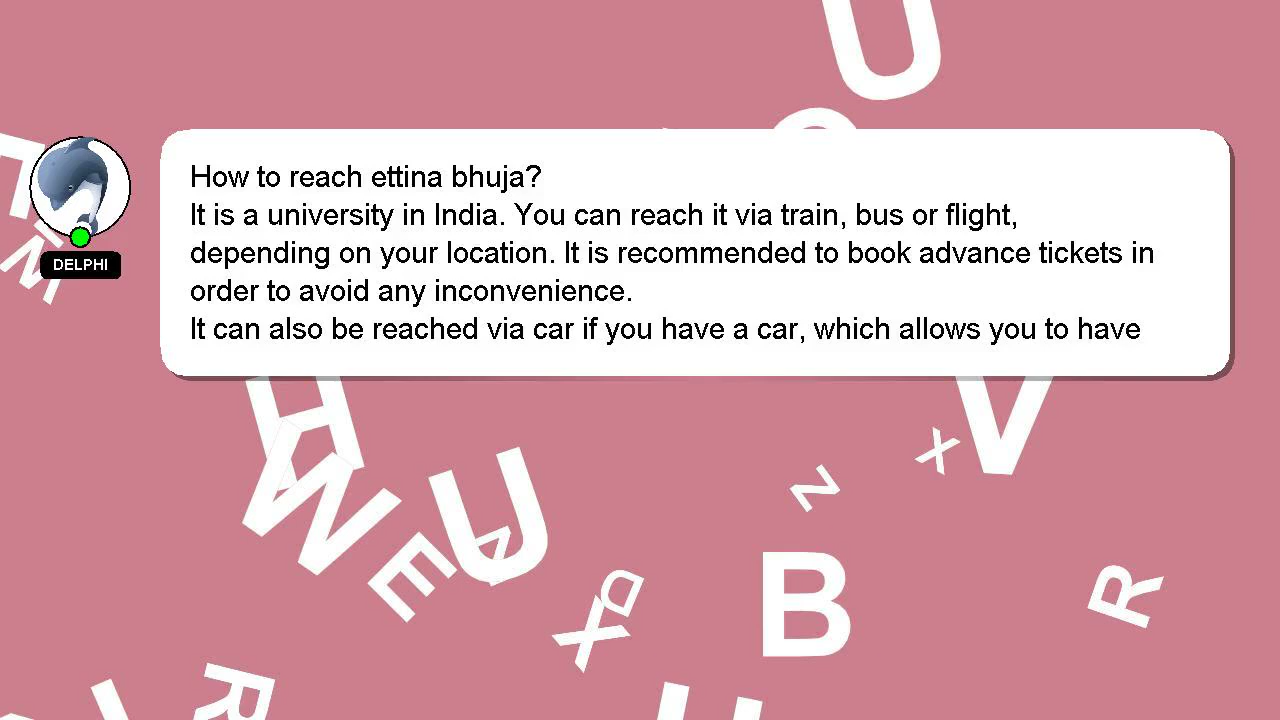 How to reach ettina bhuja?
It is a university in India. You can reach it via train, bus or flight,
depending on your location. It is recommended to book advance tickets in
order to avoid any inconvenience.
It can also be reached via car if you have a car, which allows you to have
DELPHI
U
M
H
W
E
U
Z
D
X
B
N
X
V
R
R